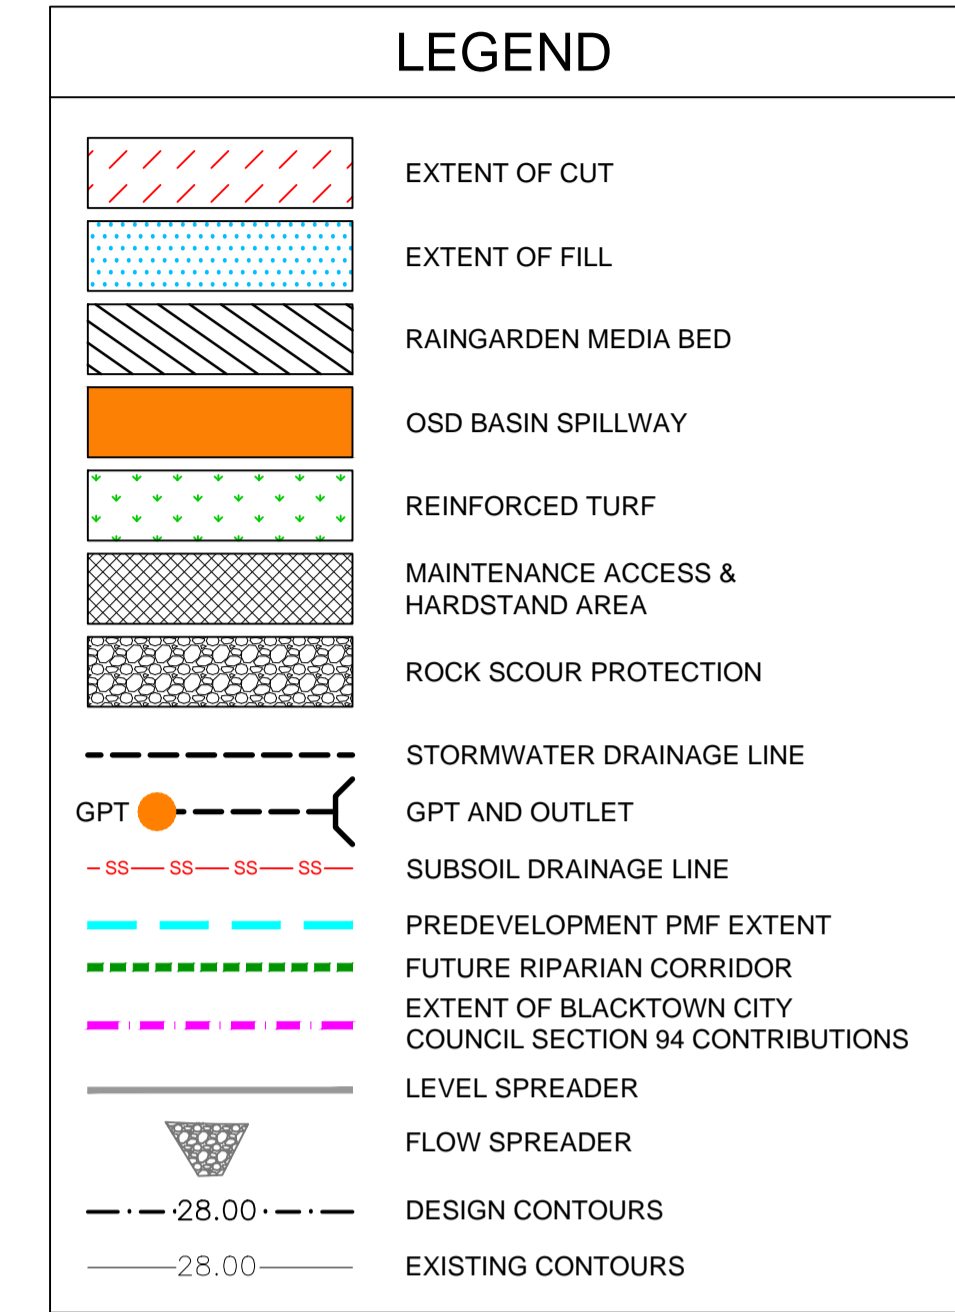 LEGEND
EXTENT OF CUT
EXTENT OF FILL
RAINGARDEN MEDIA BED
OSD BASIN SPILLWAY
REINFORCED TURF
MAINTENANCE ACCESS &
HARDSTAND AREA
ROCK SCOUR PROTECTION
STORMWATER DRAINAGE LINE
GPT GPT AND OUTLET
SS SS SS SS SUBSOIL DRAINAGE LINE
PREDEVELOPMENT PMF EXTENT
FUTURE RIPARIAN CORRIDOR
EXTENT OF BLACKTOWN CITY
COUNCIL SECTION 94 CONTRIBUTIONS
LEVEL SPREADER
FLOW SPREADER
28.00 DESIGN CONTOURS
28.00 EXISTING CONTOURS